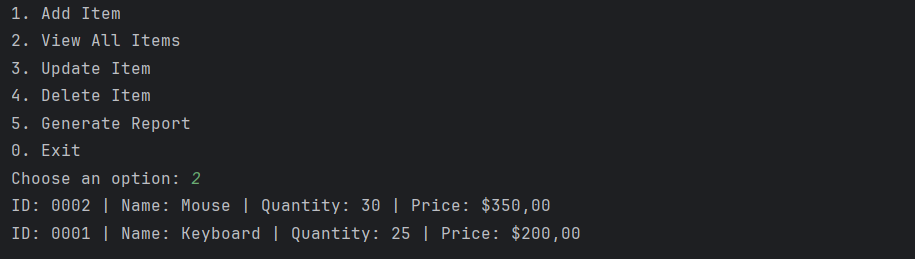 1. Add Item
2. View All Items
3. Update Item
4. Delete Item
5. Generate Report
0. Exit
Choose an option: 2
ID: 0002 | Name: Mouse | Quantity: 30 | Price: $350,00
ID: 0001 | Name: Keyboard | Quantity: 25 | Price: $200,00